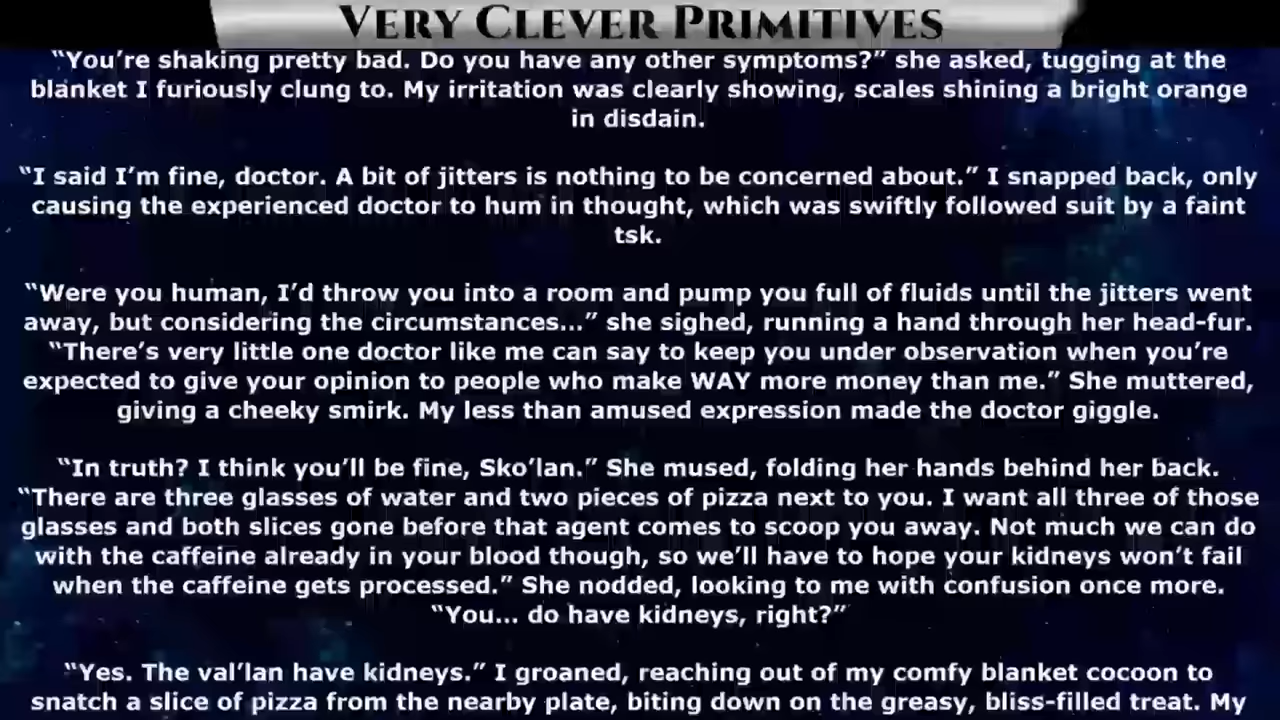 VERY CLEVER PRIMITIVES
“You’re shaking pretty bad. Do you have any other symptoms?” she asked, tugging at the
blanket I furiously clung to. My irritation was clearly showing, scales shining a bright orange
in disdain.
“I said I’m fine, doctor. A bit of jitters is nothing to be concerned about.” I snapped back, only
causing the experienced doctor to hum in thought, which was swiftly followed suit by a faint
tsk.
“Were you human, I’d throw you into a room and pump you full of fluids until the jitters went
away, but considering the circumstances...” she sighed, running a hand through her head-fur.
“There’s very little one doctor like me can say to keep you under observation when you’re
expected to give your opinion to people who make WAY more money than me.” She muttered,
giving a cheeky smirk. My less than amused expression made the doctor giggle.
“In truth? I think you’ll be fine, Sko’lan.” She mused, folding her hands behind her back.
“There are three glasses of water and two pieces of pizza next to you. I want all three of those
glasses and both slices gone before that agent comes to scoop you away. Not much we can do
with the caffeine already in your blood though, so we’ll have to hope your kidneys won’t fail
when the caffeine gets processed.” She nodded, looking to me with confusion once more.
“You... do have kidneys, right?”
“Yes. The val’lan have kidneys.” I groaned, reaching out of my comfy blanket cocoon to
snatch a slice of pizza from the nearby plate, biting down on the greasy, bliss-filled treat. My